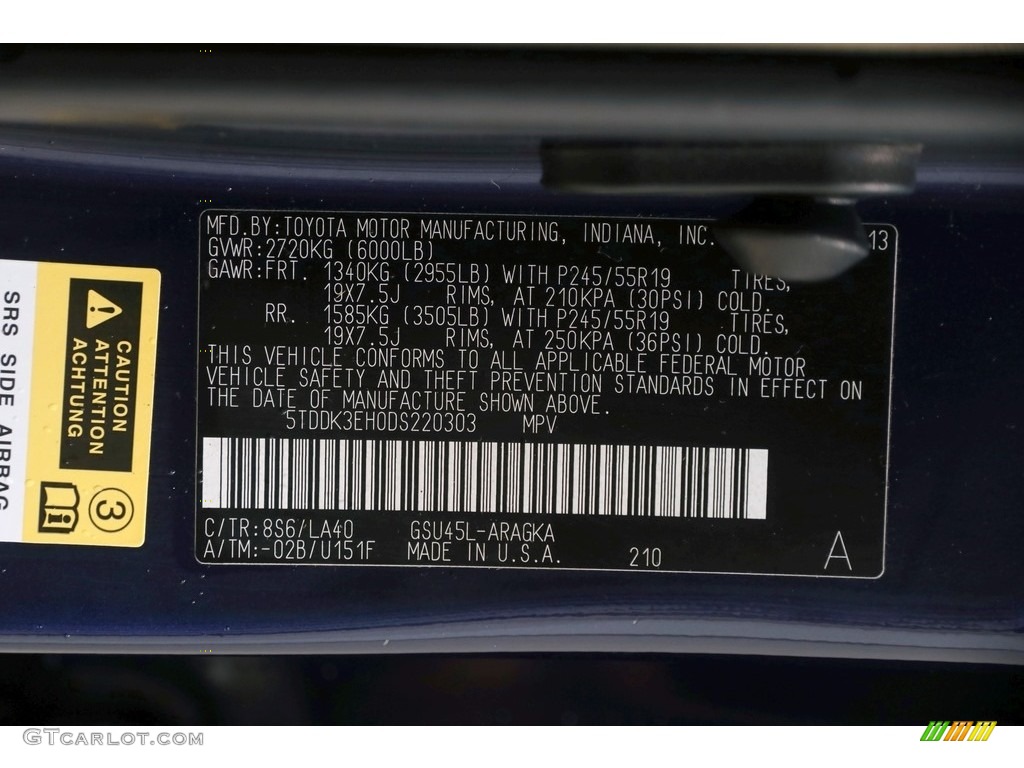 MFD.BY:TOYOTA MOTOR MANUFACTURING, INDIANA, INC. 13
GVWR:2720KG (6000LB)
GAWR:FRT. 1340KG (2955LB) WITH P245/55R19 TIRES,
19X7.5J RIMS, AT 210KPA (30PSI) COLD.
RR. 1585KG (3505LB) WITH P245/55R19 TIRES,
19X7.5J RIMS, AT 250KPA (36PSI) COLD.
THIS VEHICLE CONFORMS TO ALL APPLICABLE FEDERAL MOTOR
VEHICLE SAFETY AND THEFT PREVENTION STANDARDS IN EFFECT ON
THE DATE OF MANUFACTURE SHOWN ABOVE.
5TDDK3EH0DS220303 MPV
C/TR:8S6/LA40 GSU45L-ARAGKA
A/TM:-02B/U151F MADE IN U.S.A. 210 A
CAUTION
ATTENTION
ACHTUNG
3
SRS SIDE AIRBAG
GTcarlot.com